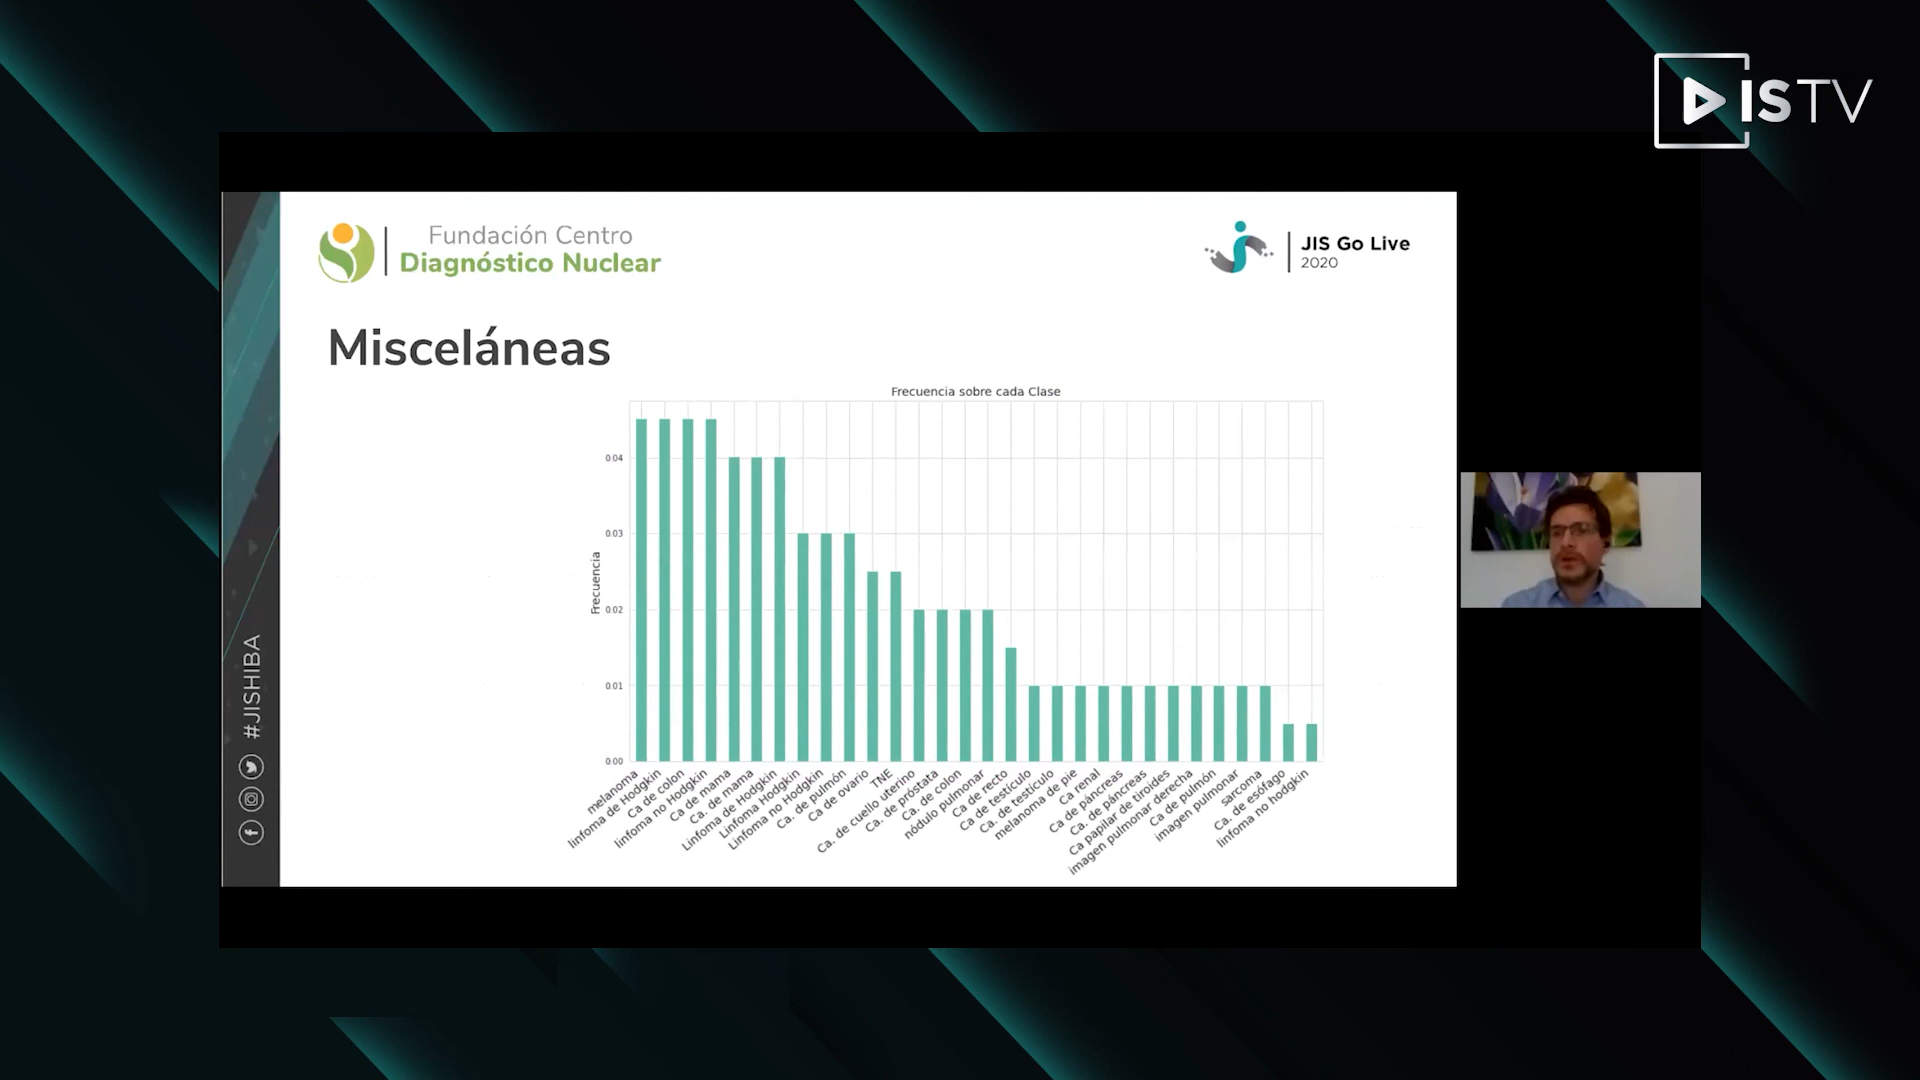 ISTV
Fundación Centro
Diagnóstico Nuclear
JIS Go Live
2020
Misceláneas
Frecuencia sobre cada Clase
Frecuencia
0.04
0.03
0.02
0.01
0.00
melanoma
linfoma de Hodgkin
Ca de colon
linfoma no Hodgkin
Ca de mama
Ca. de mama
Linfoma de Hodgkin
Linfoma Hodgkin
Linfoma no Hodgkin
Ca. de pulmón
Ca de ovario
TNE
Ca. de cuello uterino
Ca. de próstata
Ca. de colon
nódulo pulmonar
Ca de recto
Ca de testículo
Ca. de testículo
melanoma de pie
Ca renal
Ca de páncreas
Ca. de páncreas
Ca papilar de tiroides
imagen pulmonar derecha
Ca de pulmón
imagen pulmonar
sarcoma
Ca. de esófago
linfoma no hodgkin
#JISHIBA